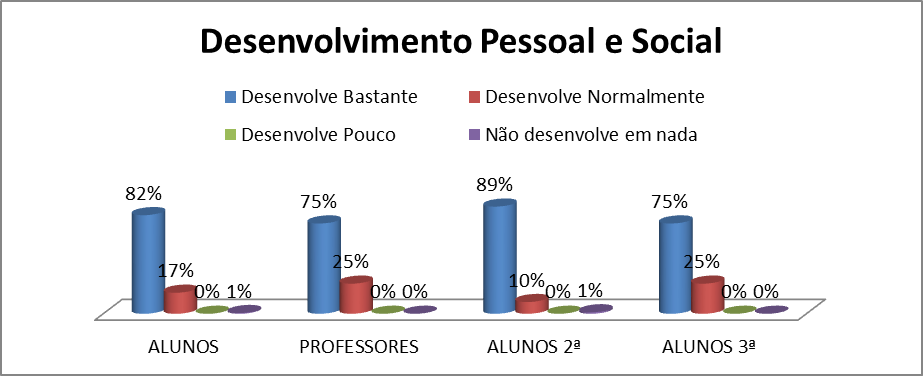 Desenvolvimento Pessoal e Social
Desenvolve Bastante Desenvolve Normalmente
Desenvolve Pouco Não desenvolve em nada
82% 17% 0% 1% 75% 25% 0% 0% 89% 10% 0% 1% 75% 25% 0% 0%
ALUNOS PROFESSORES ALUNOS 2ª ALUNOS 3ª